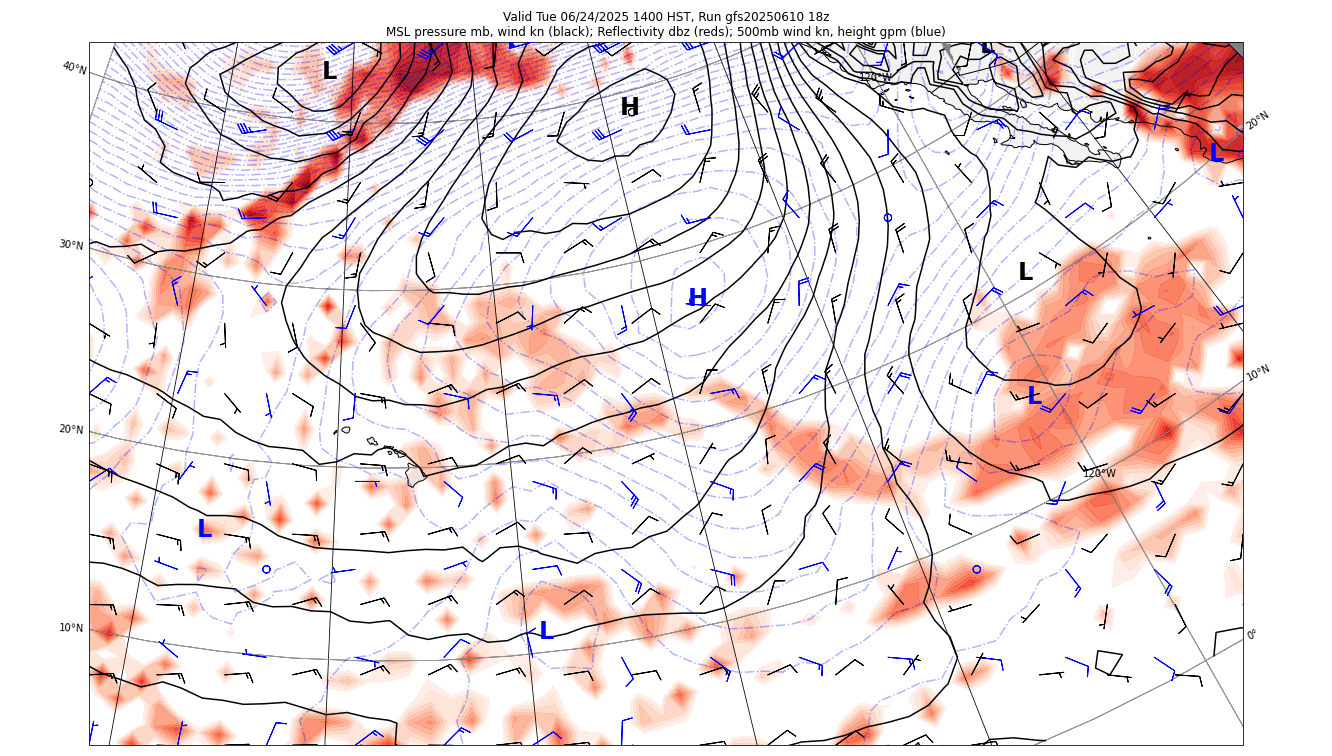 Valid Tue 06/24/2025 1400 HST, Run gfs20250610 18z
MSL pressure mb, wind kn (black); Reflectivity dbz (reds); 500mb wind kn, height gpm (blue)
L
L
40°N
120°W
H
20°N
L
30°N
L
H
10°N
L
20°N
120°W
L
10°N
L
0°